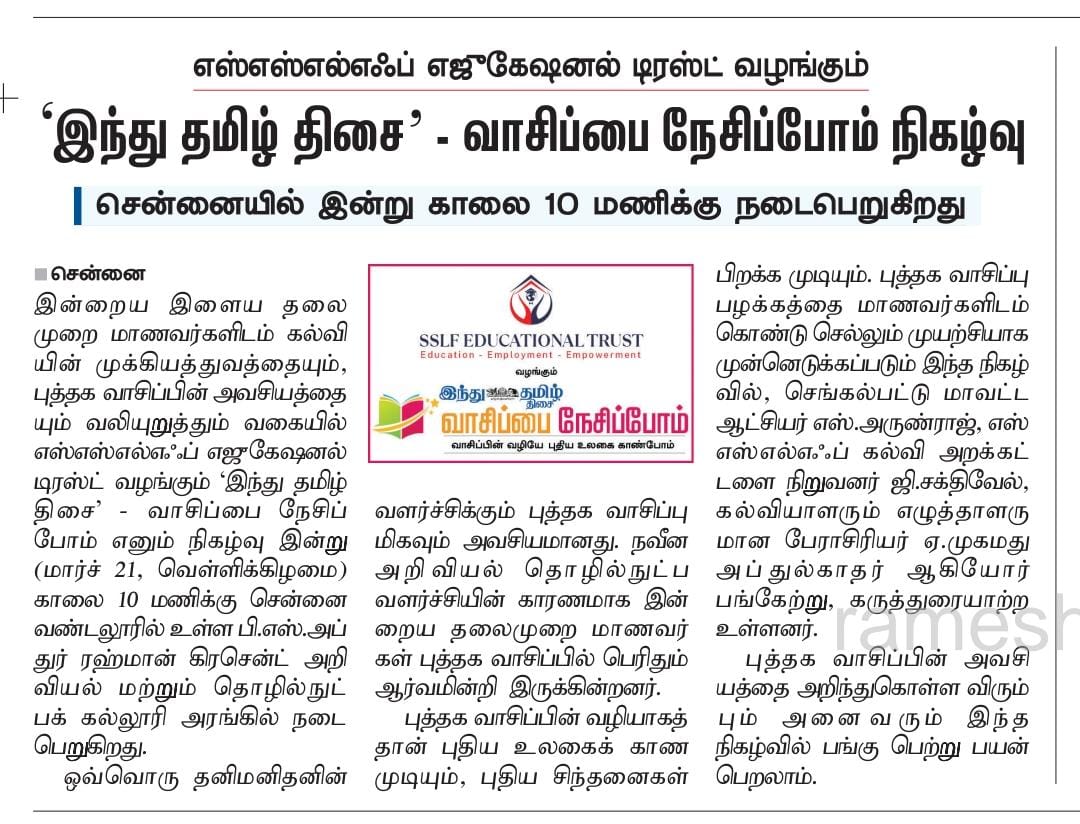 எஸ்எஸ்எல்எஃப் எஜுகேஷனல் டிரஸ்ட் வழங்கும்
‘இந்து தமிழ் திசை’ - வாசிப்பை நேசிப்போம் நிகழ்வு
சென்னையில் இன்று காலை 10 மணிக்கு நடைபெறுகிறது
சென்னை
இன்றைய இளைய தலை
முறை மாணவர்களிடம் கல்வி
யின் முக்கியத்துவத்தையும்,
புத்தக வாசிப்பின் அவசியத்தை
யும் வலியுறுத்தும் வகையில்
எஸ்எஸ்எல்எஃப் எஜுகேஷனல்
டிரஸ்ட் வழங்கும் ‘இந்து தமிழ்
திசை’ - வாசிப்பை நேசிப்
போம் எனும் நிகழ்வு இன்று
(மார்ச் 21, வெள்ளிக்கிழமை)
காலை 10 மணிக்கு சென்னை
வண்டலூரில் உள்ள பி.எஸ்.அப்
துர் ரஹ்மான் கிரசென்ட் அறி
வியல் மற்றும் தொழில்நுட்
பக் கல்லூரி அரங்கில் நடை
பெறுகிறது.
ஒவ்வொரு தனிமனிதனின்
SSLF EDUCATIONAL TRUST
Education - Employment - Empowerment
வழங்கும்
இந்து தமிழ்
திசை
வாசிப்பை நேசிப்போம்
வாசிப்பின் வழியே புதிய உலகை காண்போம்
வளர்ச்சிக்கும் புத்தக வாசிப்பு
மிகவும் அவசியமானது. நவீன
அறிவியல் தொழில்நுட்ப
வளர்ச்சியின் காரணமாக இன்
றைய தலைமுறை மாணவர்
கள் புத்தக வாசிப்பில் பெரிதும்
ஆர்வமின்றி இருக்கின்றனர்.
புத்தக வாசிப்பின் வழியாகத்
தான் புதிய உலகைக் காண
முடியும், புதிய சிந்தனைகள்
பிறக்க முடியும். புத்தக வாசிப்பு
பழக்கத்தை மாணவர்களிடம்
கொண்டு செல்லும் முயற்சியாக
முன்னெடுக்கப்படும் இந்த நிகழ்
வில், செங்கல்பட்டு மாவட்ட
ஆட்சியர் எஸ்.அருண்ராஜ், எஸ்
எஸ்எல்எஃப் கல்வி அறக்கட்
டளை நிறுவனர் ஜி.சக்திவேல்,
கல்வியாளரும் எழுத்தாளரு
மான பேராசிரியர் ஏ.முகமது
அப்துல்காதர் ஆகியோர்
பங்கேற்று, கருத்துரையாற்ற
உள்ளனர்.
ramesh
புத்தக வாசிப்பின் அவசி
யத்தை அறிந்துகொள்ள விரும்
பும் அனைவரும் இந்த
நிகழ்வில் பங்கு பெற்று பயன்
பெறலாம்.